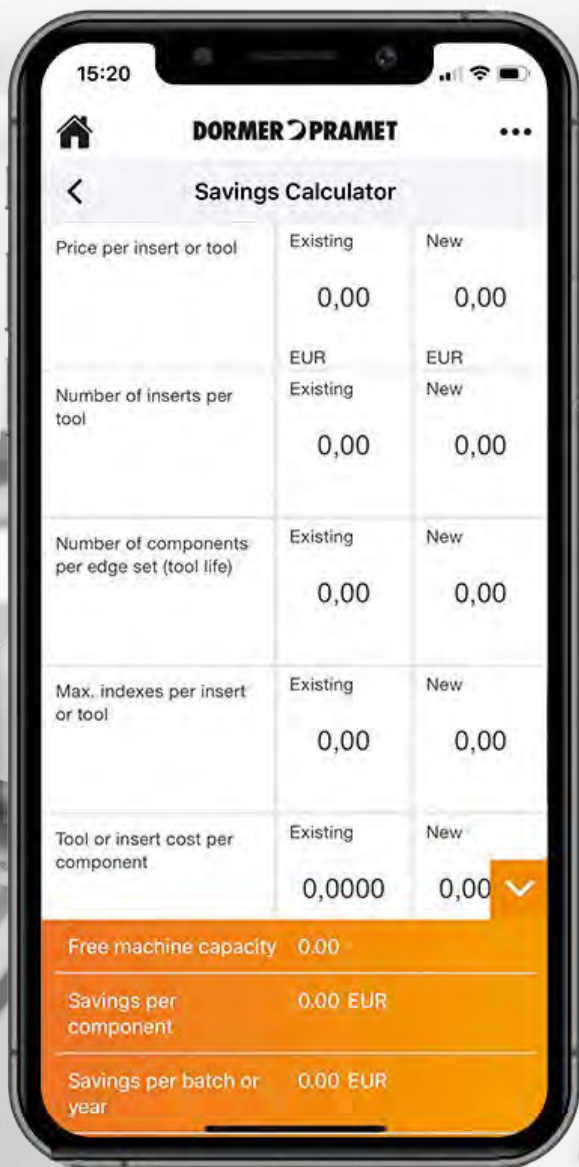 15:20
DORMER PRAMET
Savings Calculator
Price per insert or tool
Existing
New
0,00
0,00
EUR
EUR
Number of inserts per
tool
Existing
New
0,00
0,00
Number of components
per edge set (tool life)
Existing
New
0,00
0,00
Max. indexes per insert
or tool
Existing
New
0,00
0,00
Tool or insert cost per
component
Existing
New
0,0000
0,00
Free machine capacity 0.00
Savings per
component
0.00 EUR
Savings per batch or
year
0.00 EUR